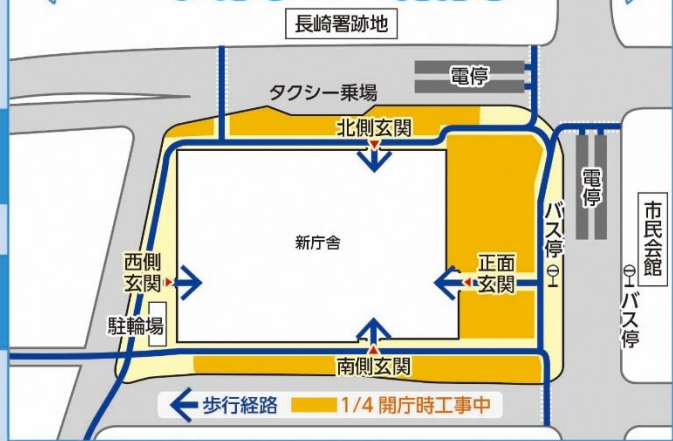 長崎署跡地
電停
タクシー乗場
北側玄関
電停
バス停
市民会館
新庁舎
西側
玄関
正面
玄関
バス停
駐輪場
南側玄関
歩行経路
1/4 開庁時工事中